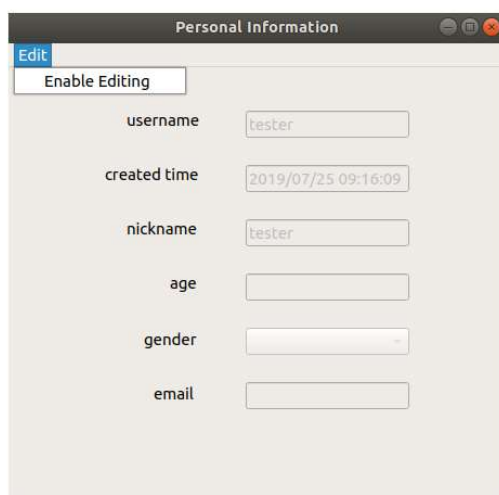 Personal Information
Edit
Enable Editing
username tester
created time 2019/07/25 09:16:09
nickname tester
age
gender
email